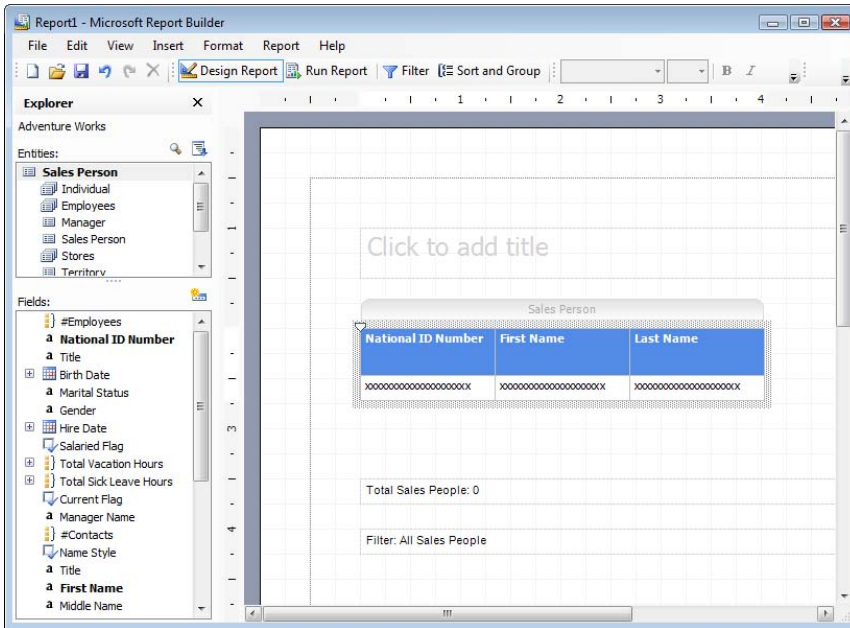 Report1 - Microsoft Report Builder
File Edit View Insert Format Report Help
Design Report Run Report Filter Sort and Group B I
Explorer X
Adventure Works
Entities:
Sales Person
Individual
Employees
Manager
Sales Person
Stores
Territory
Fields:
#Employees
a National ID Number
a Title
Birth Date
a Marital Status
a Gender
Hire Date
Salaried Flag
Total Vacation Hours
Total Sick Leave Hours
Current Flag
a Manager Name
#Contacts
Name Style
a Title
a First Name
a Middle Name
1 2 3 4
1
3
4
Click to add title
Sales Person
National ID Number First Name Last Name
xxxxxxxxxxxxxxxxxxxx xxxxxxxxxxxxxxxxxxxx xxxxxxxxxxxxxxxxxxxx
Total Sales People: 0
Filter: All Sales People